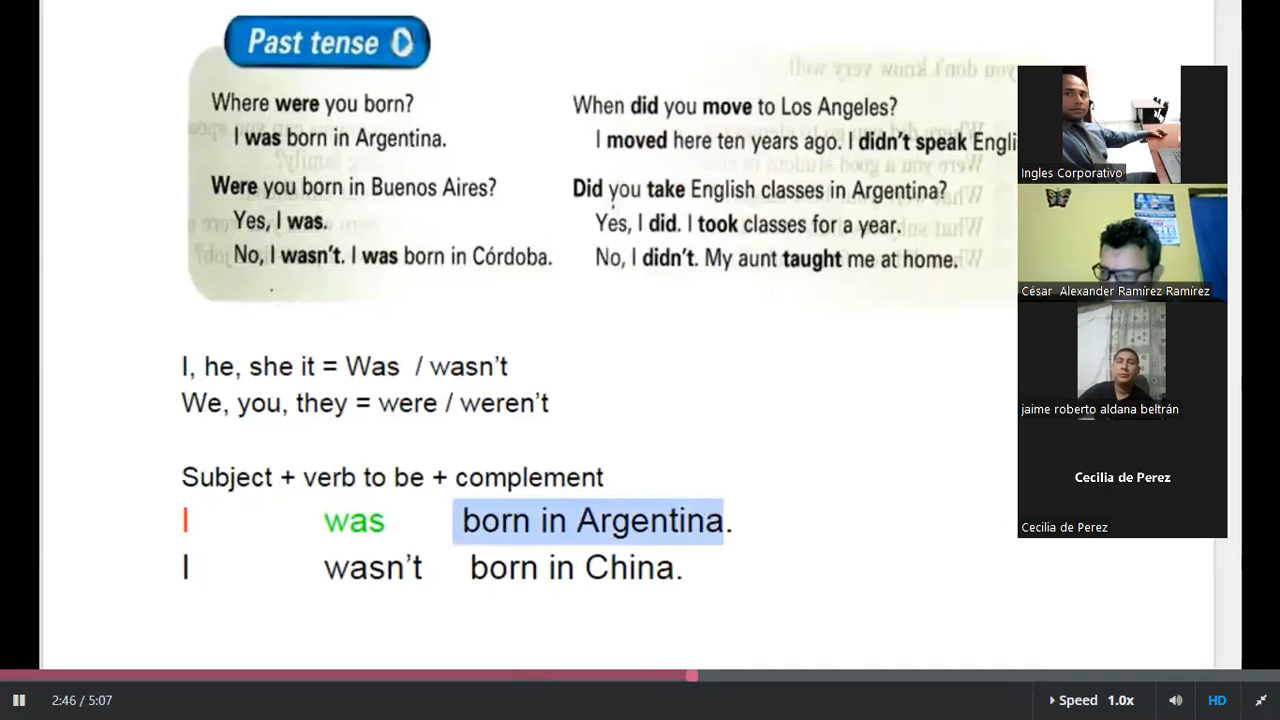 Past tense
Where were you born?
I was born in Argentina.
Were you born in Buenos Aires?
Yes, I was.
No, I wasn't. I was born in Córdoba.
When did you move to Los Angeles?
I moved here ten years ago. I didn't speak Engli
Did you take English classes in Argentina?
Yes, I did. I took classes for a year.
No, I didn't. My aunt taught me at home.
I, he, she it = Was / wasn't
We, you, they = were / weren't
Subject + verb to be + complement
I was born in Argentina.
I wasn't born in China.
Ingles Corporativo
César Alexander Ramírez Ramírez
jaime roberto aldana beltrán
Cecilia de Perez
Cecilia de Perez
2:46 / 5:07
Speed 1.0x
HD